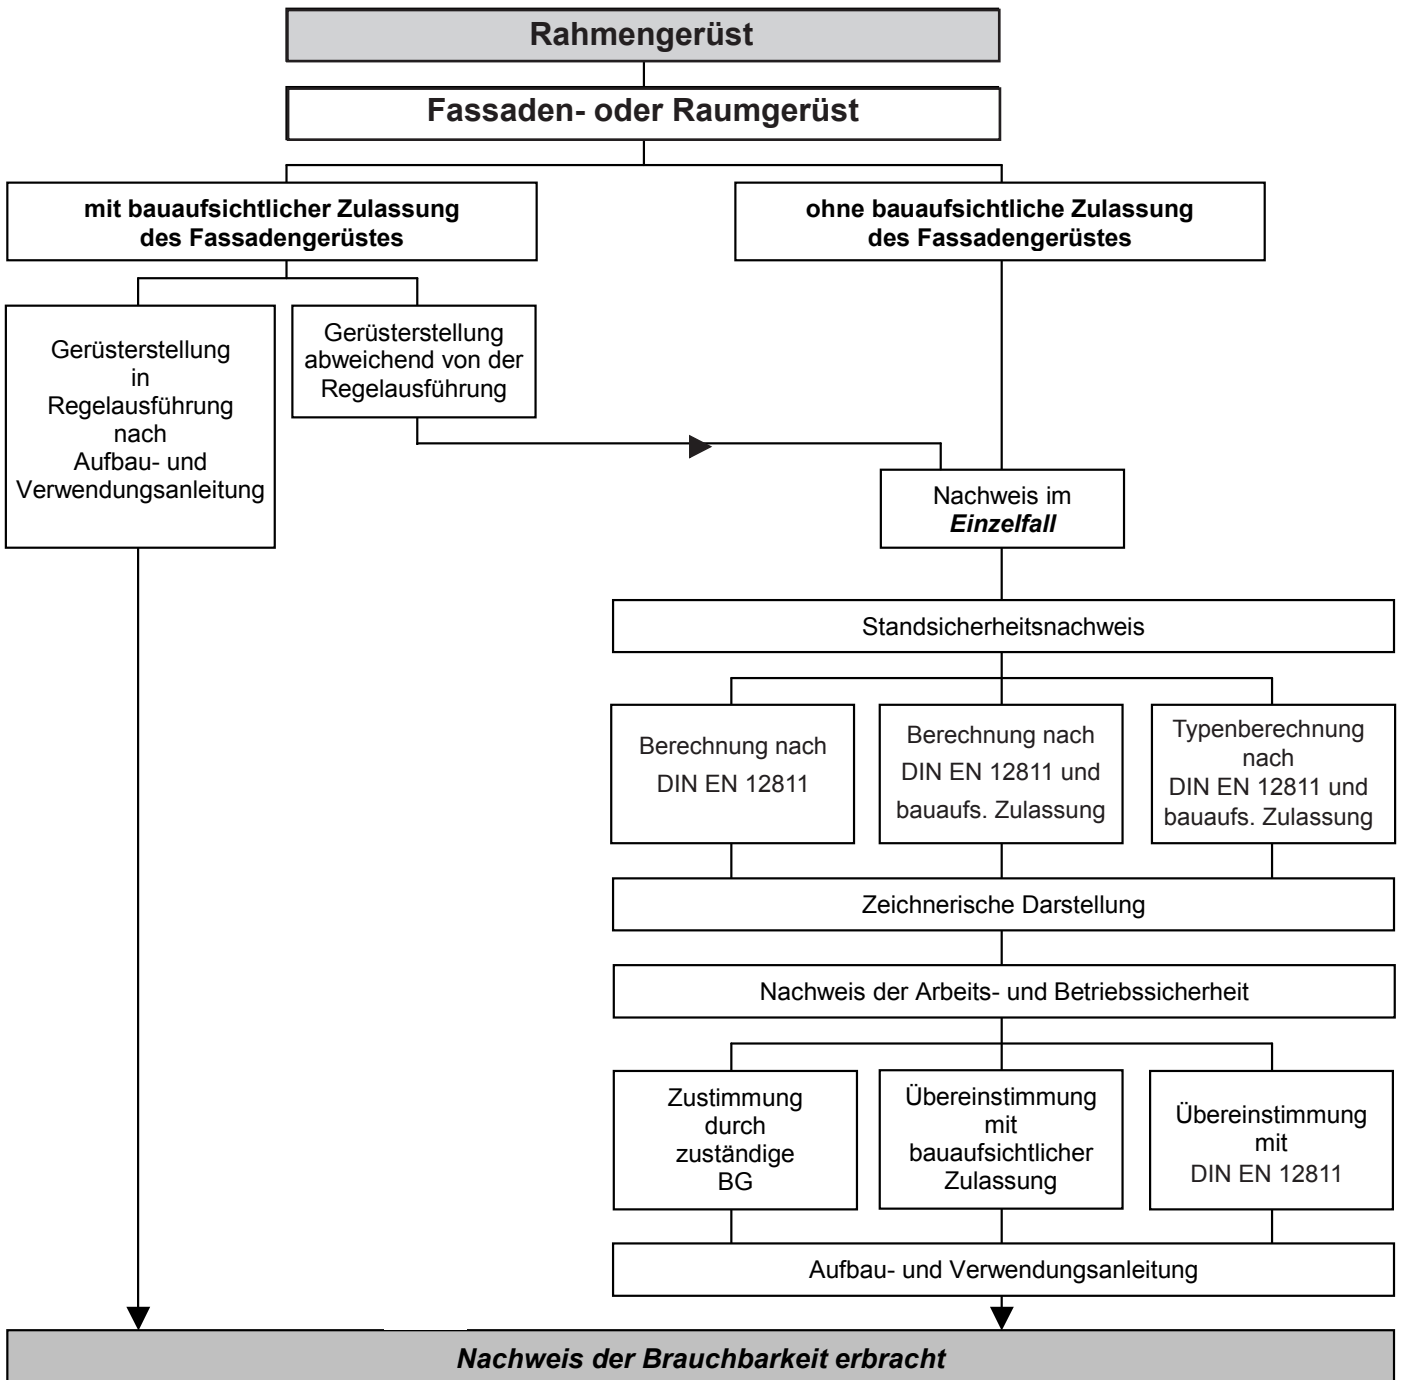 Rahmengerüst
Fassaden- oder Raumgerüst
mit bauaufsichtlicher Zulassung
des Fassadengerüstes
ohne bauaufsichtliche Zulassung
des Fassadengerüstes
Gerüsterstellung
in
Regelausführung
nach
Aufbau- und
Verwendungsanleitung
Gerüsterstellung
abweichend von der
Regelausführung
Nachweis im
Einzelfall
Standsicherheitsnachweis
Berechnung nach
DIN EN 12811
Berechnung nach
DIN EN 12811 und
bauaufs. Zulassung
Typenberechnung
nach
DIN EN 12811 und
bauaufs. Zulassung
Zeichnerische Darstellung
Nachweis der Arbeits- und Betriebssicherheit
Zustimmung
durch
zuständige
BG
Übereinstimmung
mit
bauaufsichtlicher
Zulassung
Übereinstimmung
mit
DIN EN 12811
Aufbau- und Verwendungsanleitung
Nachweis der Brauchbarkeit erbracht